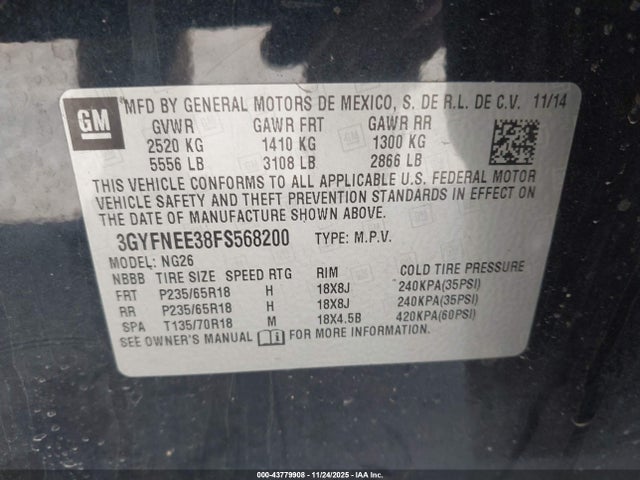 GM
MFD BY GENERAL MOTORS DE MEXICO, S. DE R.L. DE C.V. 11/14
GVWR GAWR FRT GAWR RR
2520 KG 1410 KG 1300 KG
5556 LB 3108 LB 2866 LB
THIS VEHICLE CONFORMS TO ALL APPLICABLE U.S. FEDERAL MOTOR
VEHICLE SAFETY AND THEFT PREVENTION STANDARDS IN EFFECT ON
THE DATE OF MANUFACTURE SHOWN ABOVE.
3GYFNEE38FS568200 TYPE: M.P.V.
MODEL: NG26
NBBB TIRE SIZE SPEED RTG RIM COLD TIRE PRESSURE
FRT P235/65R18 H 18X8J 240KPA(35PSI)
RR P235/65R18 H 18X8J 240KPA(35PSI)
SPA T135/70R18 M 18X4.5B 420KPA(60PSI)
SEE OWNER'S MANUAL FOR MORE INFORMATION.
000-43779908 - 11/24/2025 - IAA Inc.